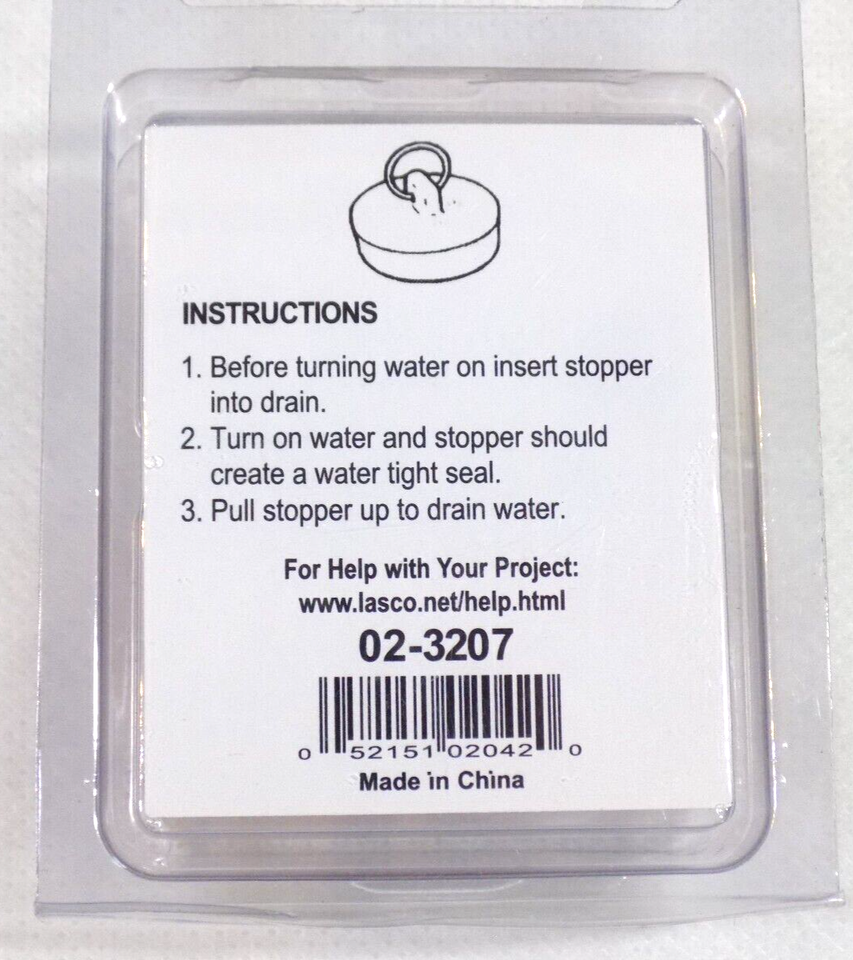 INSTRUCTIONS
1. Before turning water on insert stopper
into drain.
2. Turn on water and stopper should
create a water tight seal.
3. Pull stopper up to drain water.
For Help with Your Project:
www.lasco.net/help.html
02-3207
0 52151 02042 0
Made in China